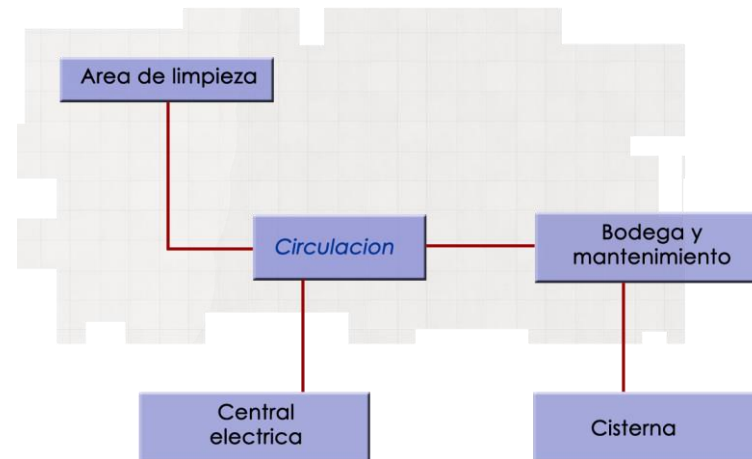 Area de limpieza
Circulacion
Bodega y
mantenimiento
Central
electrica
Cisterna